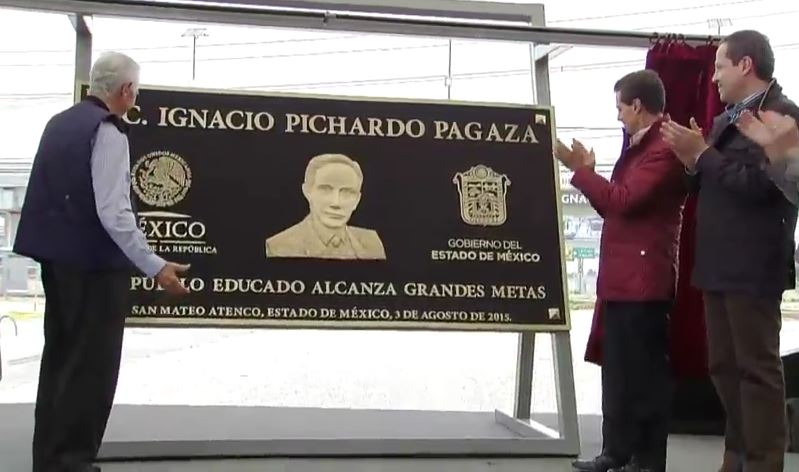 C. IGNACIO PICHARDO PAGAZA
ÉXICO
DE LA REPÚBLICA
GOBIERNO DEL
ESTADO DE MÉXICO
EDUCADO ALCANZA GRANDES METAS
SAN MATEO ATENCO, ESTADO DE MÉXICO, 3 DE AGOSTO DE 2015.